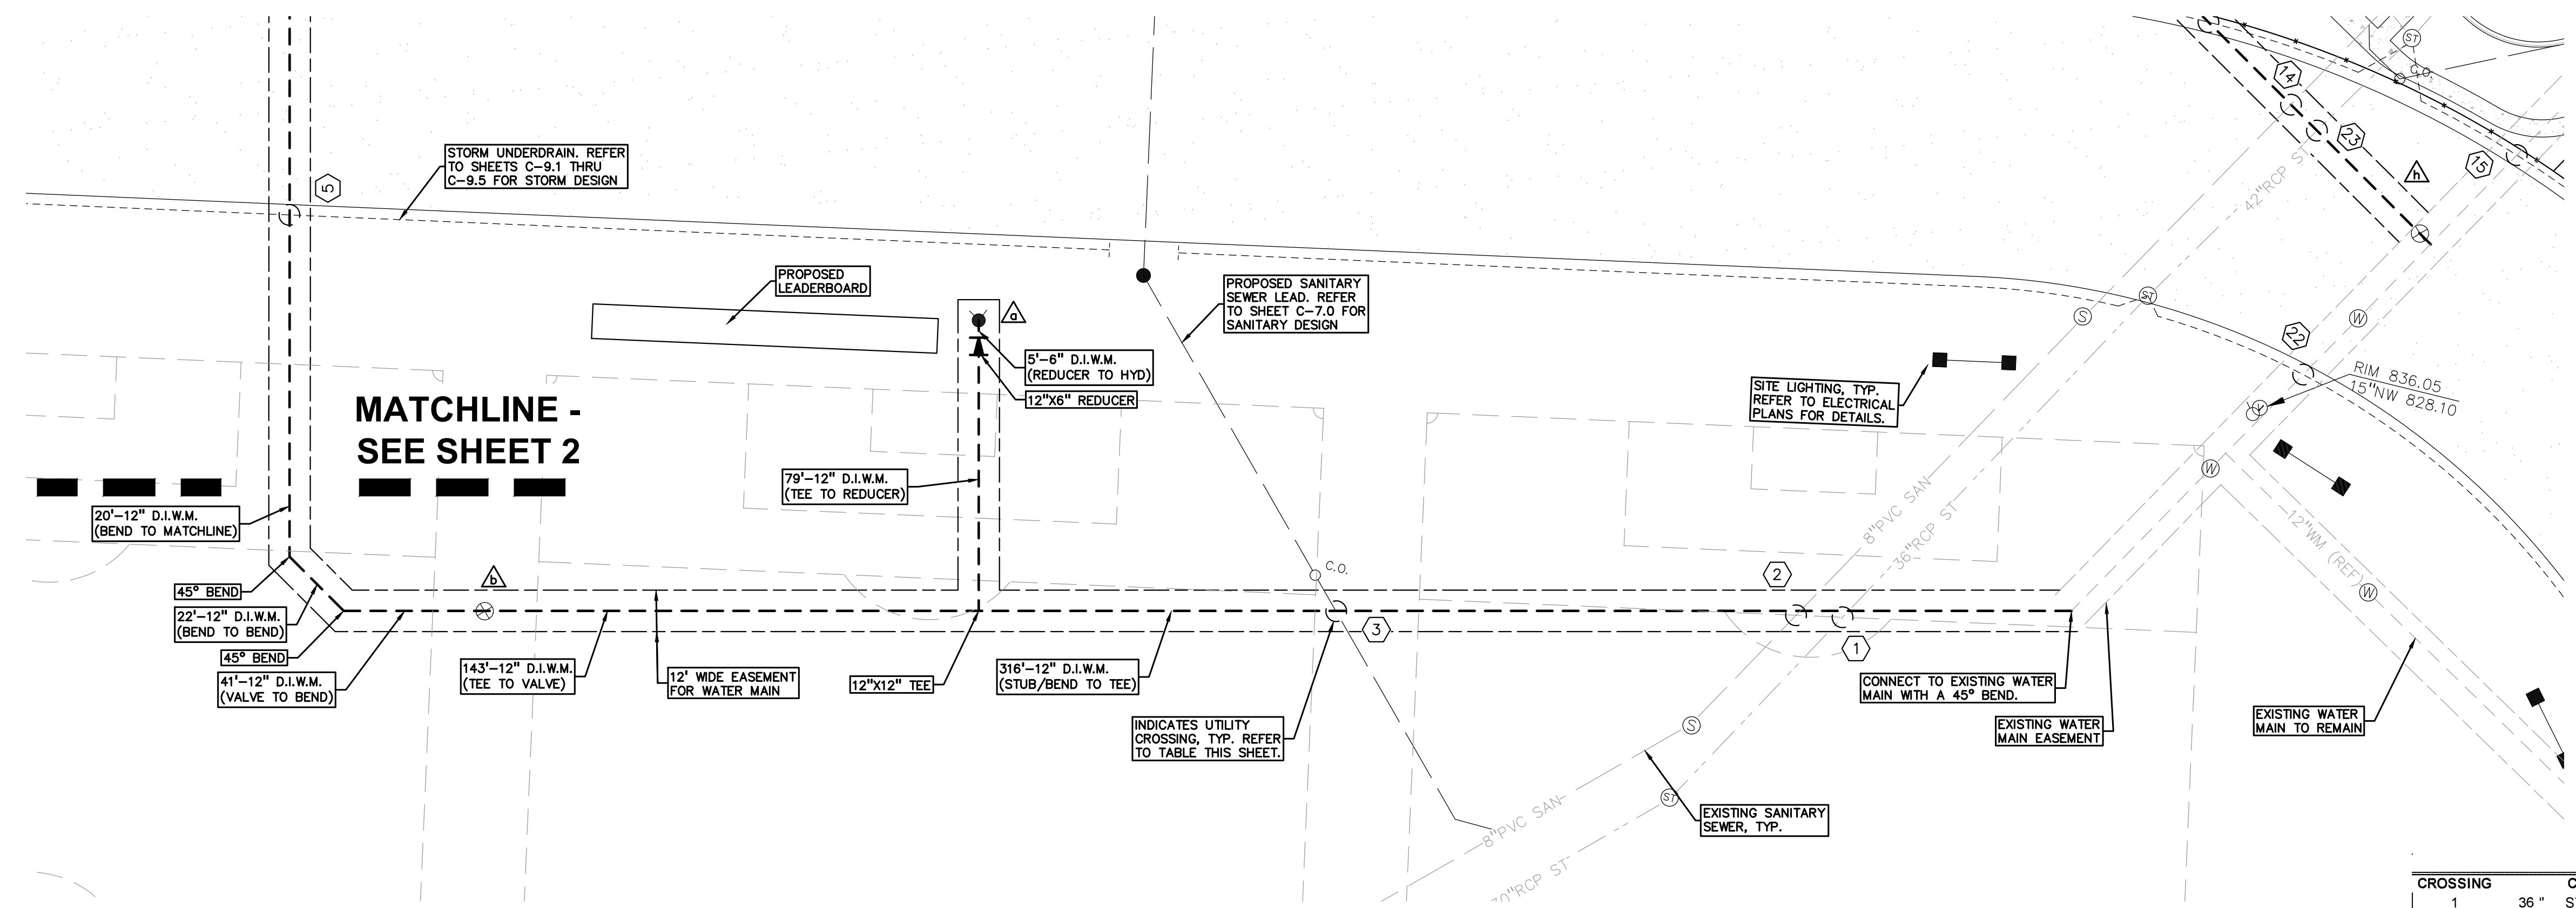 14
ST
C.O.
23
15
h
42"RCP ST
5
STORM UNDERDRAIN. REFER
TO SHEETS C-9.1 THRU
C-9.5 FOR STORM DESIGN
PROPOSED
LEADERBOARD
a
PROPOSED SANITARY
SEWER LEAD. REFER
TO SHEET C-7.0 FOR
SANITARY DESIGN
S
ST
W
22
5'-6" D.I.W.M.
(REDUCER TO HYD)
12"X6" REDUCER
SITE LIGHTING, TYP.
REFER TO ELECTRICAL
PLANS FOR DETAILS.
RIM 836.05
15"NW 828.10
Y
MATCHLINE -
SEE SHEET 2
79'-12" D.I.W.M.
(TEE TO REDUCER)
W
20'-12" D.I.W.M.
(BEND TO MATCHLINE)
8"PVC SAN
36"RCP ST
12"WM (REF)
W
C.O.
b
2
45° BEND
22'-12" D.I.W.M.
(BEND TO BEND)
45° BEND
3
1
41'-12" D.I.W.M.
(VALVE TO BEND)
143'-12" D.I.W.M.
(TEE TO VALVE)
12' WIDE EASEMENT
FOR WATER MAIN
12"X12" TEE
316'-12" D.I.W.M.
(STUB/BEND TO TEE)
CONNECT TO EXISTING WATER
MAIN WITH A 45° BEND.
INDICATES UTILITY
CROSSING, TYP. REFER
TO TABLE THIS SHEET.
S
EXISTING WATER
MAIN EASEMENT
EXISTING WATER
MAIN TO REMAIN
ST
8"PVC SAN
EXISTING SANITARY
SEWER, TYP.
RCP ST
CROSSING
1 36 "